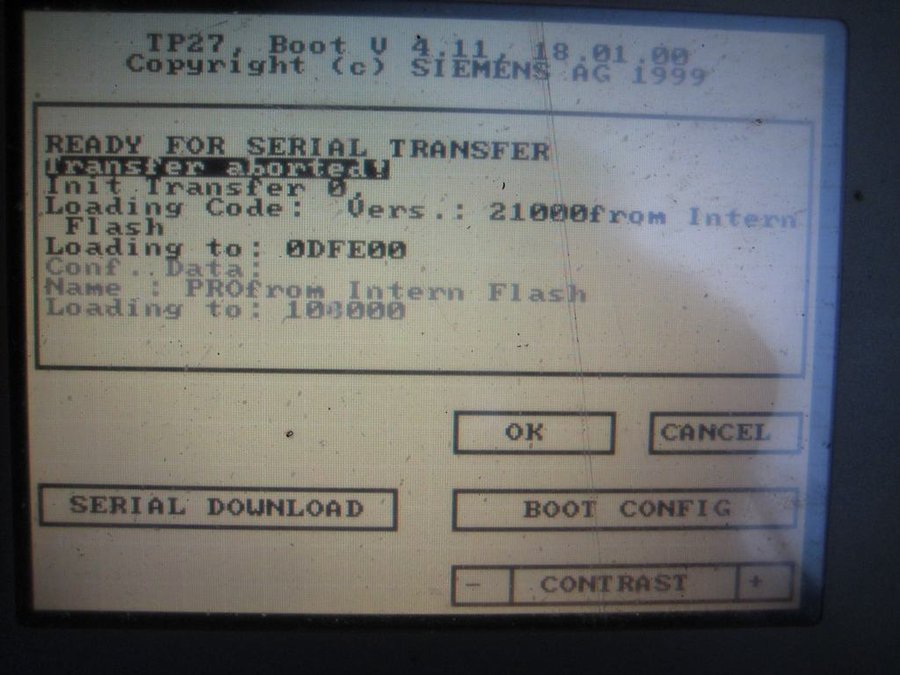 TP27, Boot V 4.11, 18.01.00
Copyright (c) SIEMENS AG 1999
READY FOR SERIAL TRANSFER
Transfer aborted!
Init Transfer 0,
Loading Code: Vers.: 21000from Intern
Flash
Loading to: 0DFE00
Conf..Data:
Name : PROfrom Intern Flash
Loading to: 100000
OK
CANCEL
SERIAL DOWNLOAD
BOOT CONFIG
- CONTRAST +